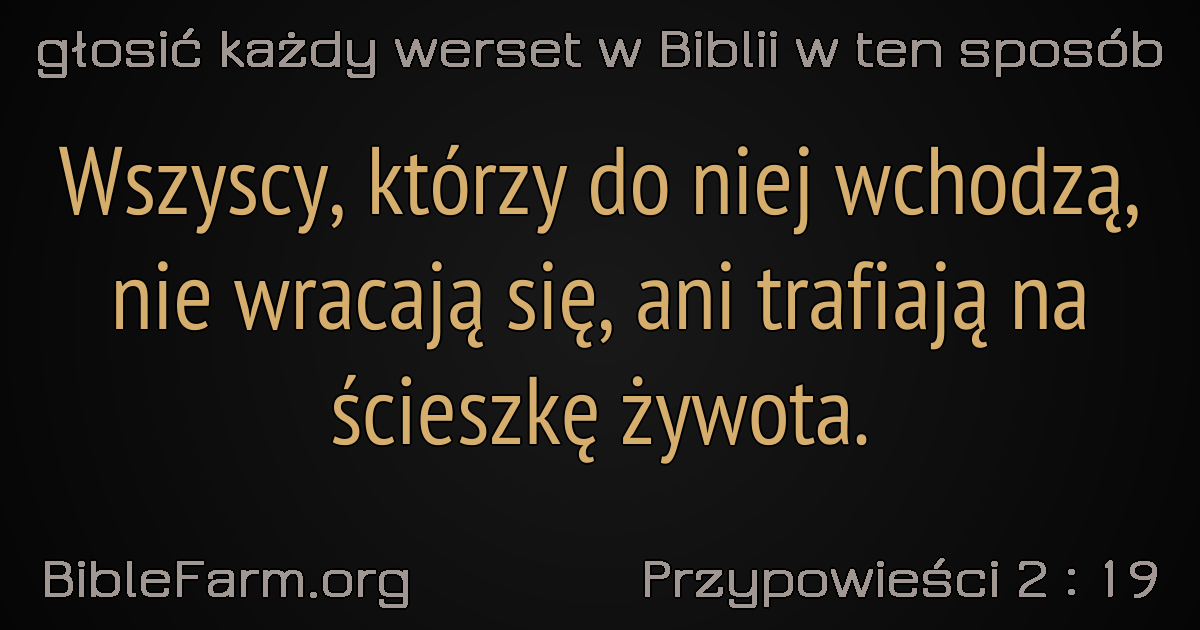 głosić każdy werset w Biblii w ten sposób
Wszyscy, którzy do niej wchodzą,
nie wracają się, ani trafiają na
ścieszkę żywota.
BibleFarm.org
Przypowieści 2 : 19